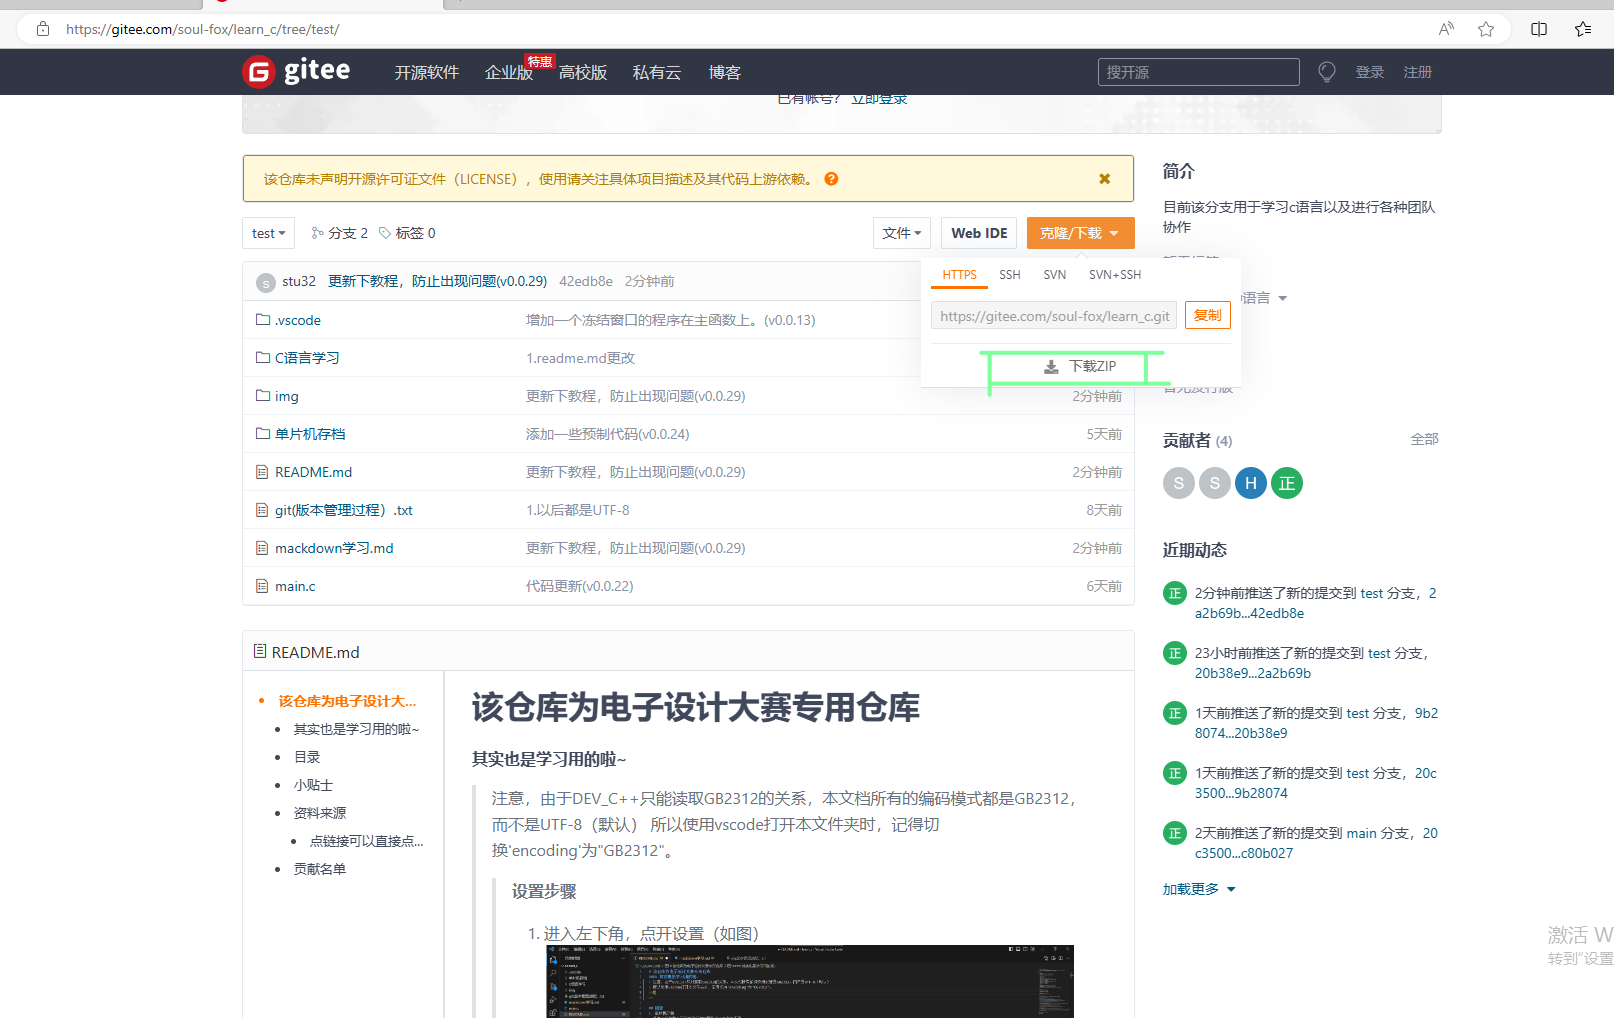 https://gitee.com/soul-fox/learn_c/tree/test/
gitee 开源软件 企业版 特惠 高校版 私有云 博客 搜开源 登录 注册
已有帐号? 立即登录
该仓库未声明开源许可证文件（LICENSE），使用请关注具体项目描述及其代码上游依赖。
test 分支 2 标签 0 文件 Web IDE 克隆/下载
HTTPS SSH SVN SVN+SSH
https://gitee.com/soul-fox/learn_c.git 复制
下载ZIP
stu32 更新下教程，防止出现问题(v0.0.29) 42edb8e 2分钟前
.vscode 增加一个冻结窗口的程序在主函数上。(v0.0.13)
C语言学习 1.readme.md更改
img 更新下教程，防止出现问题(v0.0.29) 2分钟前
单片机存档 添加一些预制代码(v0.0.24) 5天前
README.md 更新下教程，防止出现问题(v0.0.29) 2分钟前
git(版本管理过程）.txt 1.以后都是UTF-8 8天前
mackdown学习.md 更新下教程，防止出现问题(v0.0.29) 2分钟前
main.c 代码更新(v0.0.22) 6天前
README.md
该仓库为电子设计大...
其实也是学习用的啦~
目录
小贴士
资料来源
点链接可以直接点...
贡献名单
该仓库为电子设计大赛专用仓库
其实也是学习用的啦~
注意，由于DEV_C++只能读取GB2312的关系，本文档所有的编码模式都是GB2312，
而不是UTF-8（默认） 所以使用vscode打开本文件夹时，记得切
换'encoding'为"GB2312"。
设置步骤
1. 进入左下角，点开设置（如图）
简介
目前该分支用于学习c语言以及进行各种团队
协作
语言
贡献者 (4) 全部
S S H 正
近期动态
正 2分钟前推送了新的提交到 test 分支，2
a2b69b...42edb8e
正 23小时前推送了新的提交到 test 分支，
20b38e9...2a2b69b
正 1天前推送了新的提交到 test 分支，9b2
8074...20b38e9
正 1天前推送了新的提交到 test 分支，20c
3500...9b28074
正 2天前推送了新的提交到 main 分支，20
c3500...c80b027
加载更多
激活 W
转到"设置